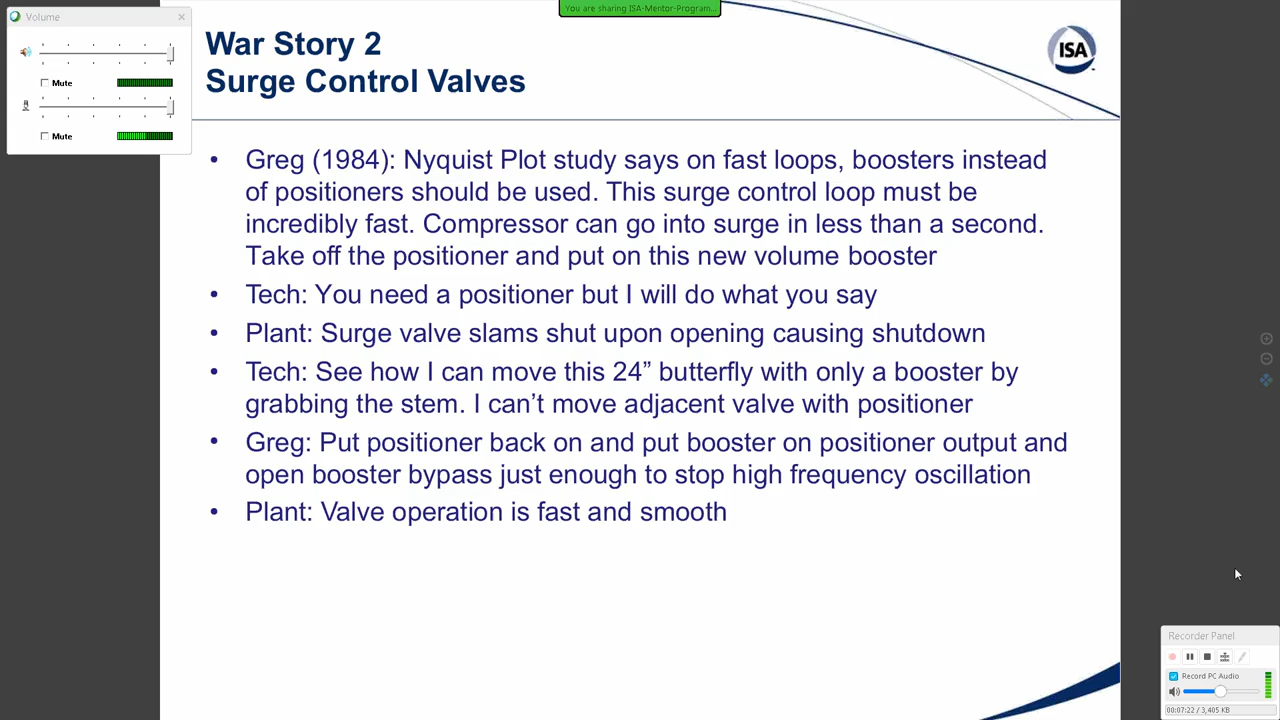 Volume
You are sharing ISA-Mentor-Program...
Mute
Mute
War Story 2
Surge Control Valves
ISA
• Greg (1984): Nyquist Plot study says on fast loops, boosters instead
of positioners should be used. This surge control loop must be
incredibly fast. Compressor can go into surge in less than a second.
Take off the positioner and put on this new volume booster
• Tech: You need a positioner but I will do what you say
• Plant: Surge valve slams shut upon opening causing shutdown
• Tech: See how I can move this 24” butterfly with only a booster by
grabbing the stem. I can’t move adjacent valve with positioner
• Greg: Put positioner back on and put booster on positioner output and
open booster bypass just enough to stop high frequency oscillation
• Plant: Valve operation is fast and smooth
Recorder Panel
Record PC Audio
00:07:22 / 3,405 KB